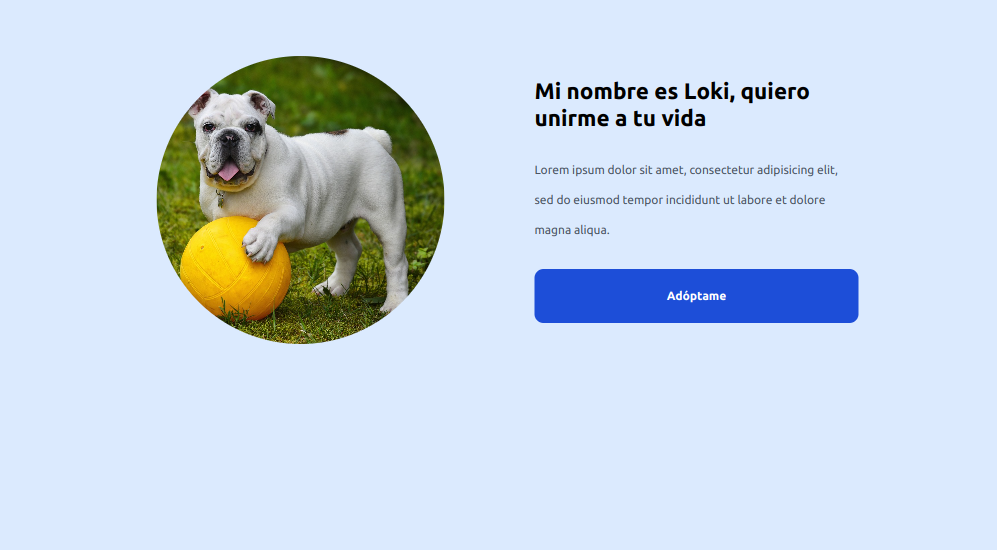 Mi nombre es Loki, quiero
unirme a tu vida
Lorem ipsum dolor sit amet, consectetur adipisicing elit,
sed do eiusmod tempor incididunt ut labore et dolore
magna aliqua.
Adóptame